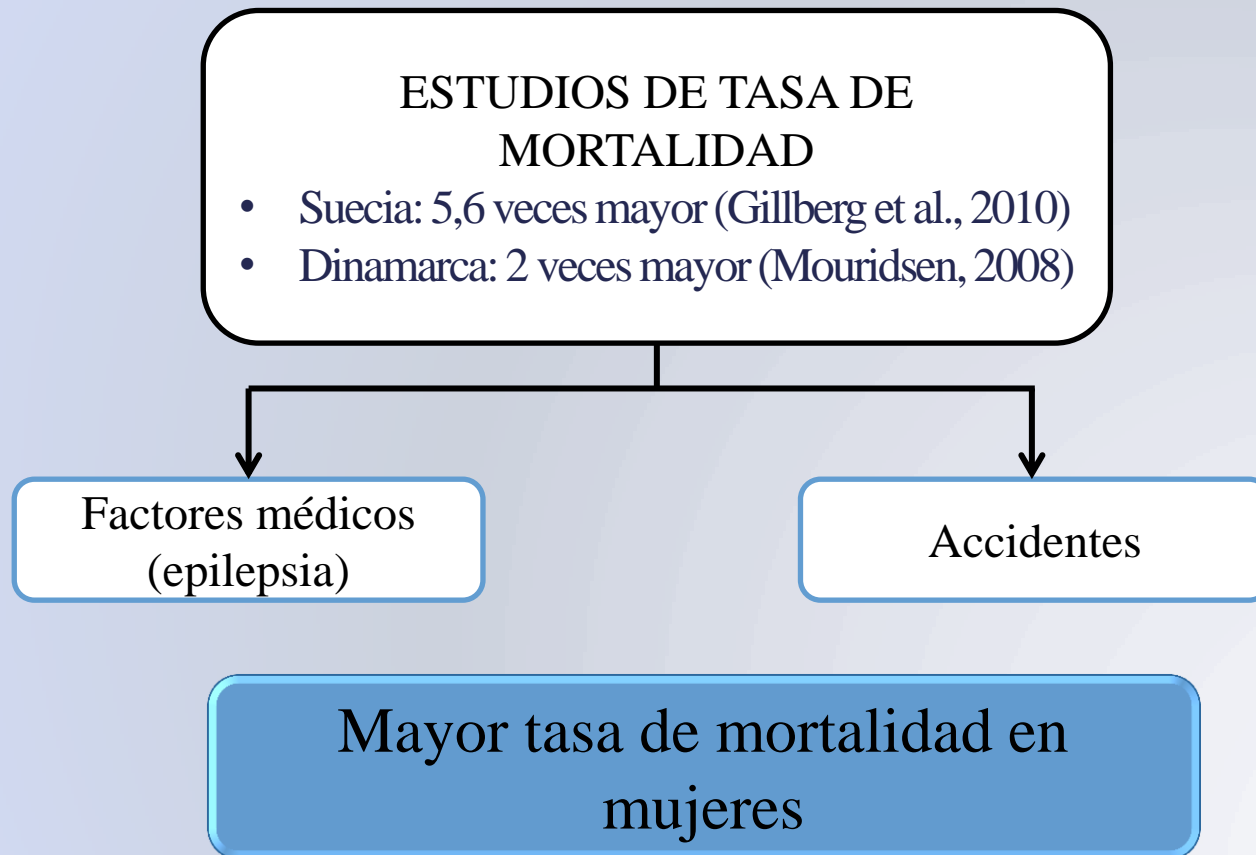 ESTUDIOS DE TASA DE
MORTALIDAD
• Suecia: 5,6 veces mayor (Gillberg et al., 2010)
• Dinamarca: 2 veces mayor (Mouridsen, 2008)
Factores médicos
(epilepsia)
Accidentes
Mayor tasa de mortalidad en
mujeres